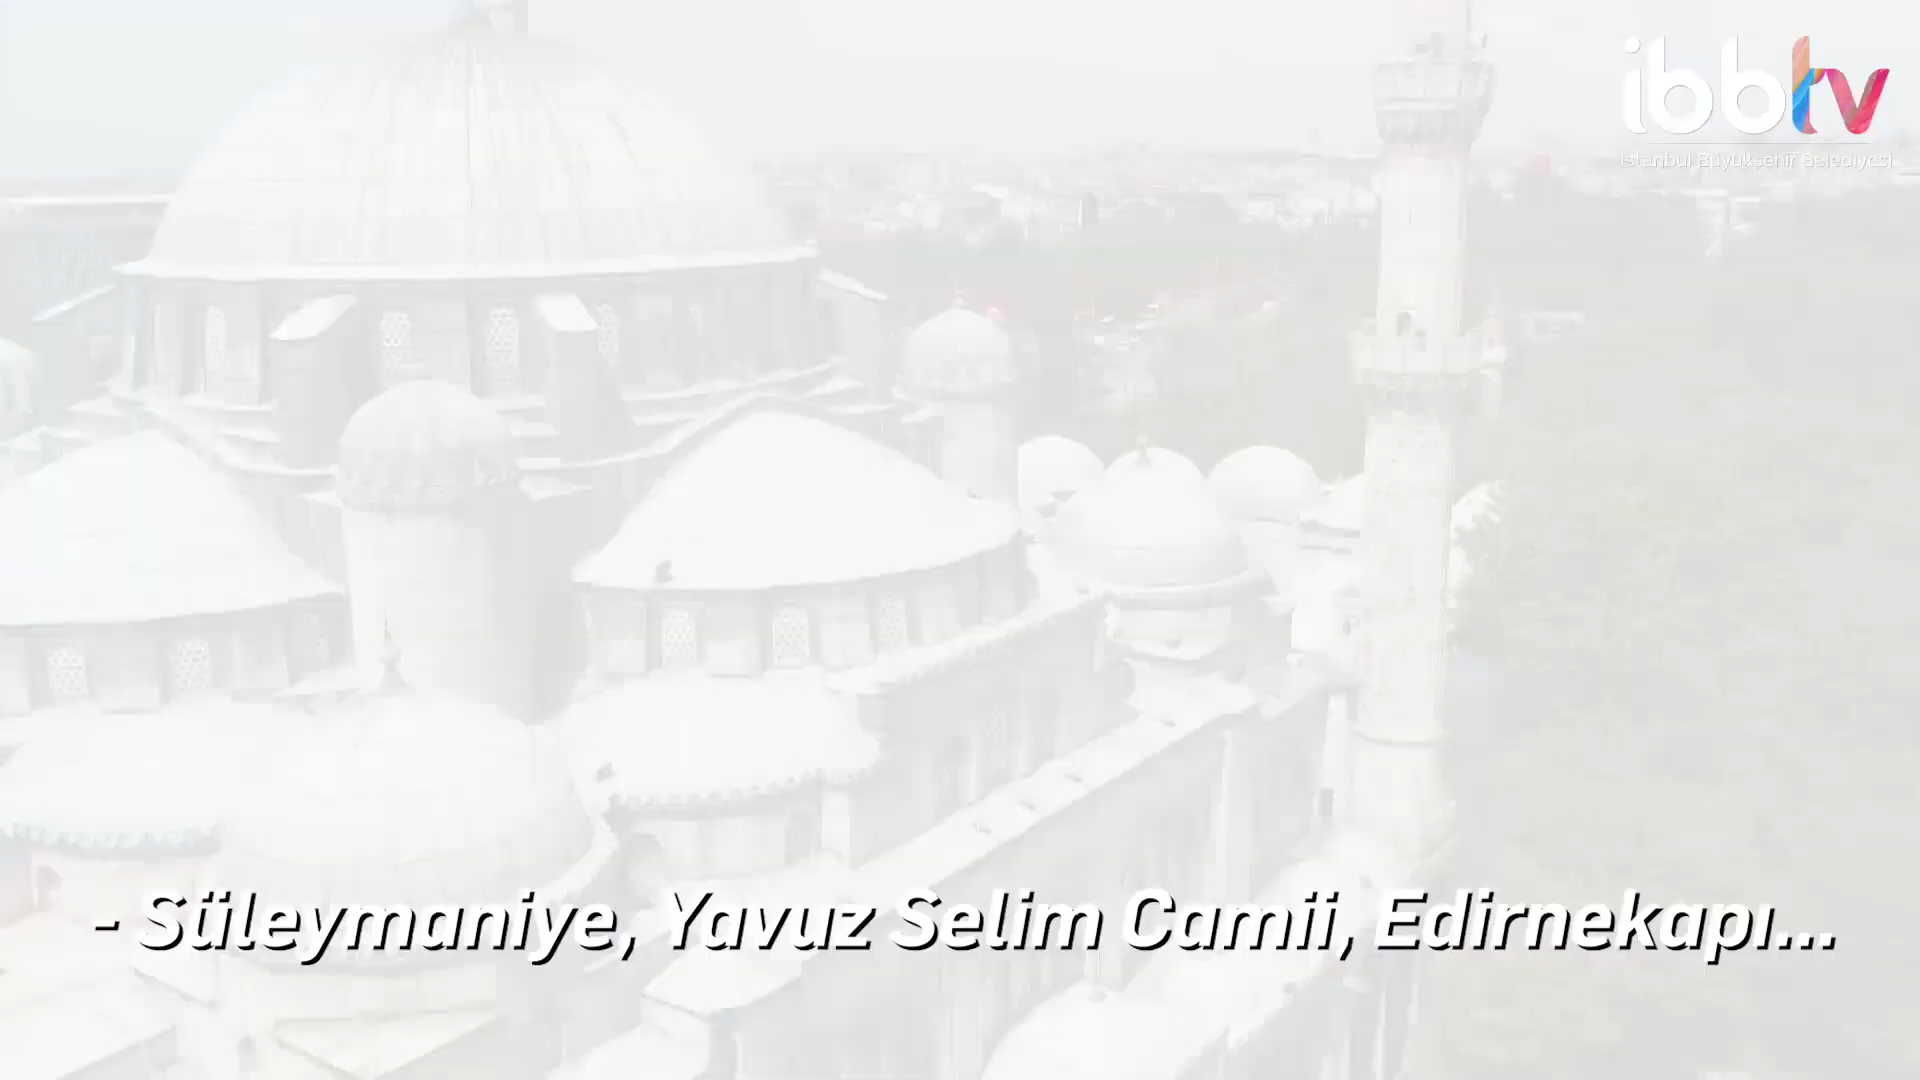 ibbtv
İstanbul Büyükşehir Belediyesi
- Süleymaniye, Yavuz Selim Camii, Edirnekapı...